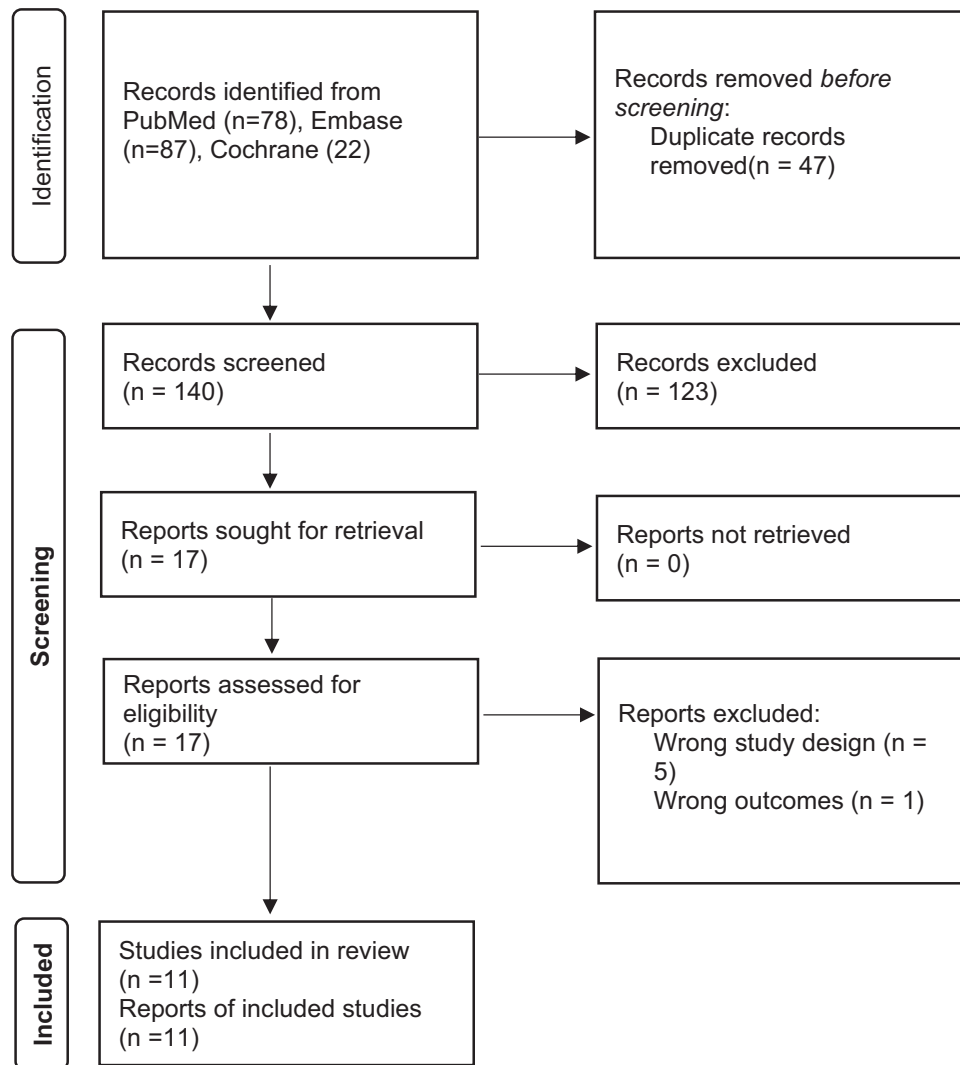 Identification
Records identified from
PubMed (n=78), Embase
(n=87), Cochrane (22)
Records removed before
screening:
Duplicate records
removed(n = 47)
Screening
Records screened
(n = 140)
Records excluded
(n = 123)
Reports sought for retrieval
(n = 17)
Reports not retrieved
(n = 0)
Reports assessed for
eligibility
(n = 17)
Reports excluded:
Wrong study design (n =
5)
Wrong outcomes (n = 1)
Included
Studies included in review
(n =11)
Reports of included studies
(n =11)